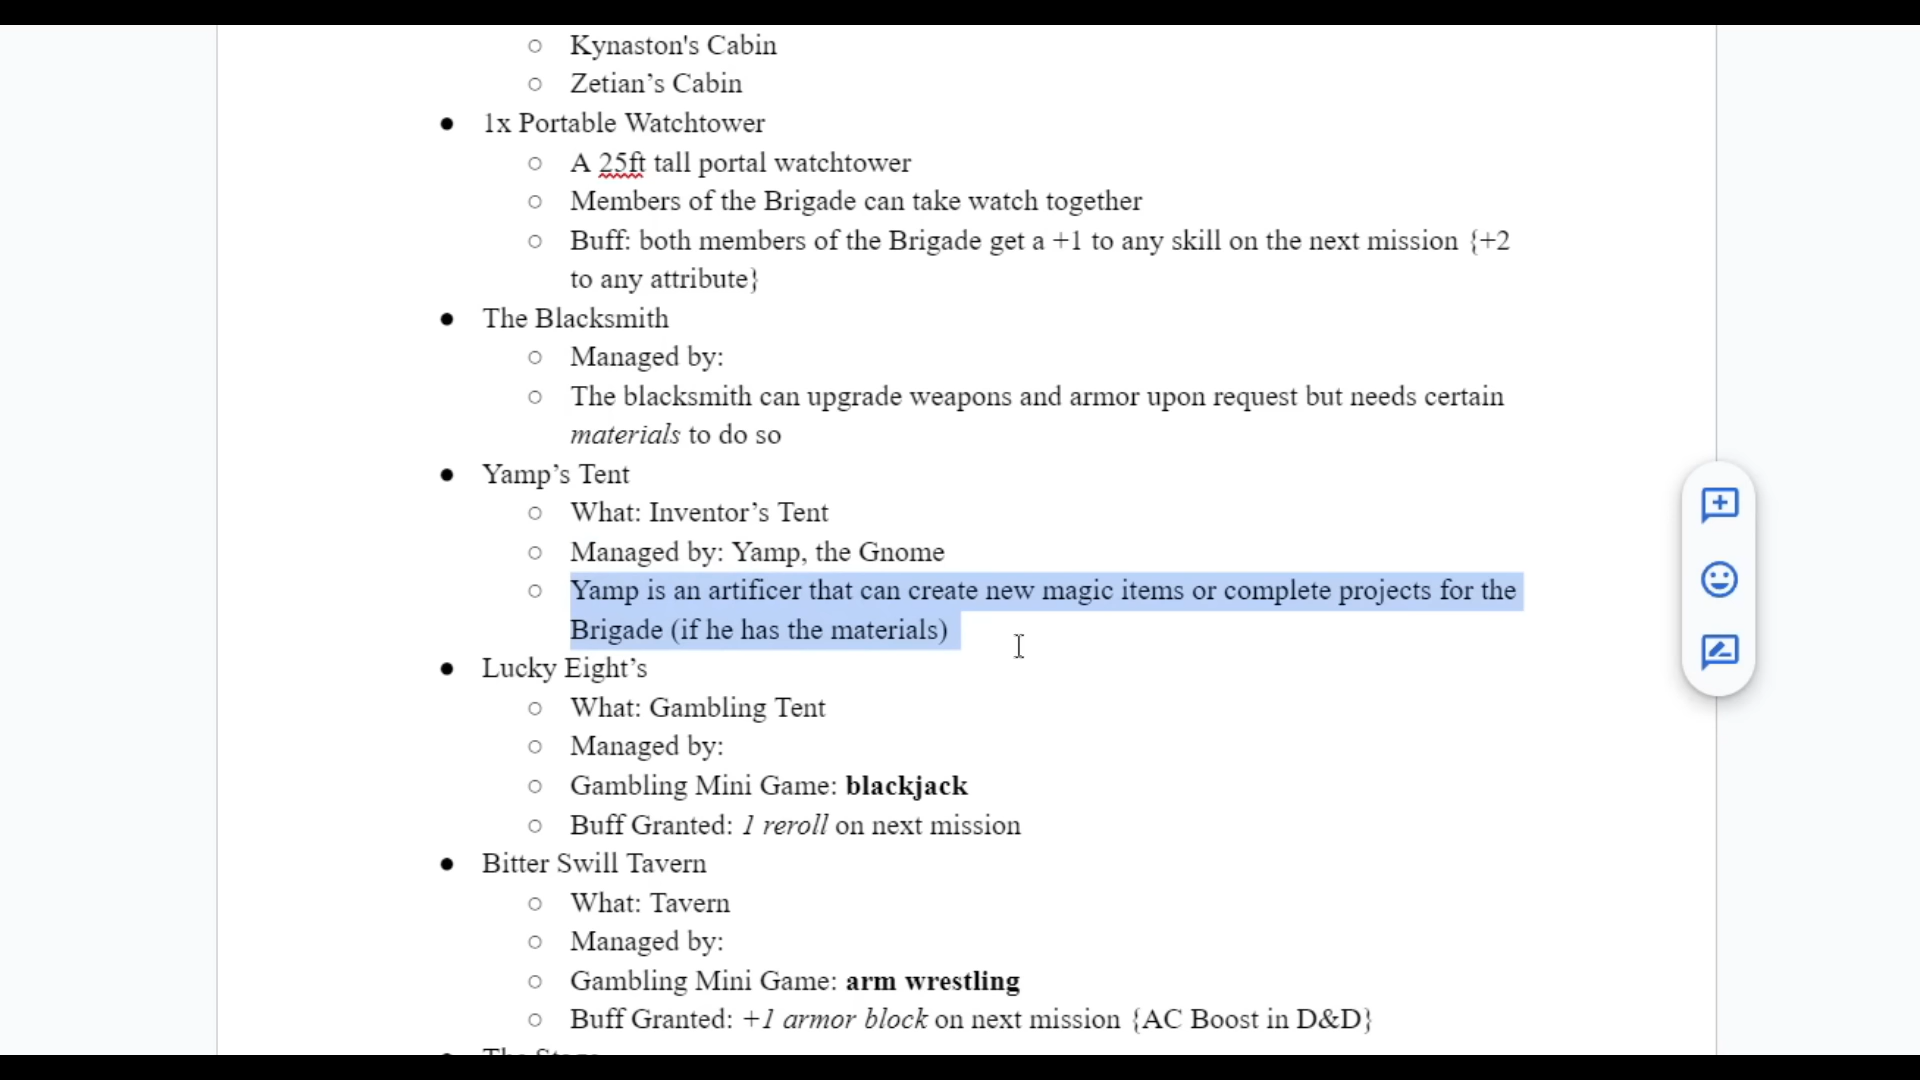 ○ Kynaston's Cabin
○ Zetian’s Cabin
● 1x Portable Watchtower
○ A 25ft tall portal watchtower
○ Members of the Brigade can take watch together
○ Buff: both members of the Brigade get a +1 to any skill on the next mission {+2
to any attribute}
● The Blacksmith
○ Managed by:
○ The blacksmith can upgrade weapons and armor upon request but needs certain
materials to do so
● Yamp’s Tent
○ What: Inventor’s Tent
○ Managed by: Yamp, the Gnome
○ Yamp is an artificer that can create new magic items or complete projects for the
Brigade (if he has the materials)
● Lucky Eight’s
○ What: Gambling Tent
○ Managed by:
○ Gambling Mini Game: blackjack
○ Buff Granted: 1 reroll on next mission
● Bitter Swill Tavern
○ What: Tavern
○ Managed by:
○ Gambling Mini Game: arm wrestling
○ Buff Granted: +1 armor block on next mission {AC Boost in D&D}